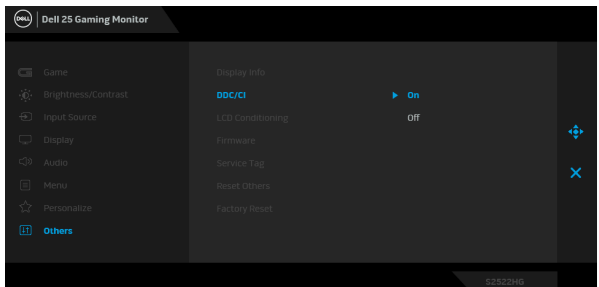 DELL Dell 25 Gaming Monitor
Game
Brightness/Contrast
Input Source
Display
Audio
Menu
Personalize
Others
Display Info
DDC/CI On
LCD Conditioning Off
Firmware
Service Tag
Reset Others
Factory Reset
S2522HG